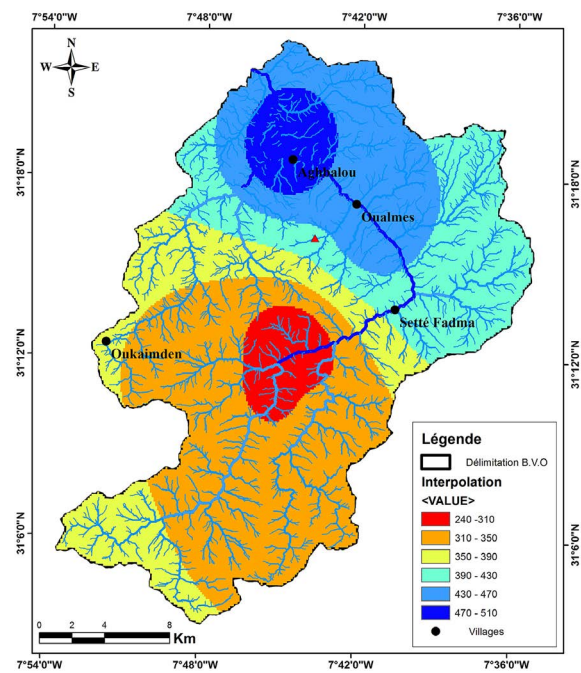 7°54'0"W 7°48'0"W 7°42'0"W 7°36'0"W
N
W E
S
31°18'0"N
31°18'0"N
Aghbalou
Oualmes
Setté Fadma
Oukaimden
31°12'0"N
31°12'0"N
Légende
Délimitation B.V.O
Interpolation
<VALUE>
240 -310
310 - 350
350 - 390
390 - 430
430 - 470
470 - 510
Villages
31°6'0"N
31°6'0"N
0 2 4 8
Km
7°54'0"W 7°48'0"W 7°42'0"W 7°36'0"W